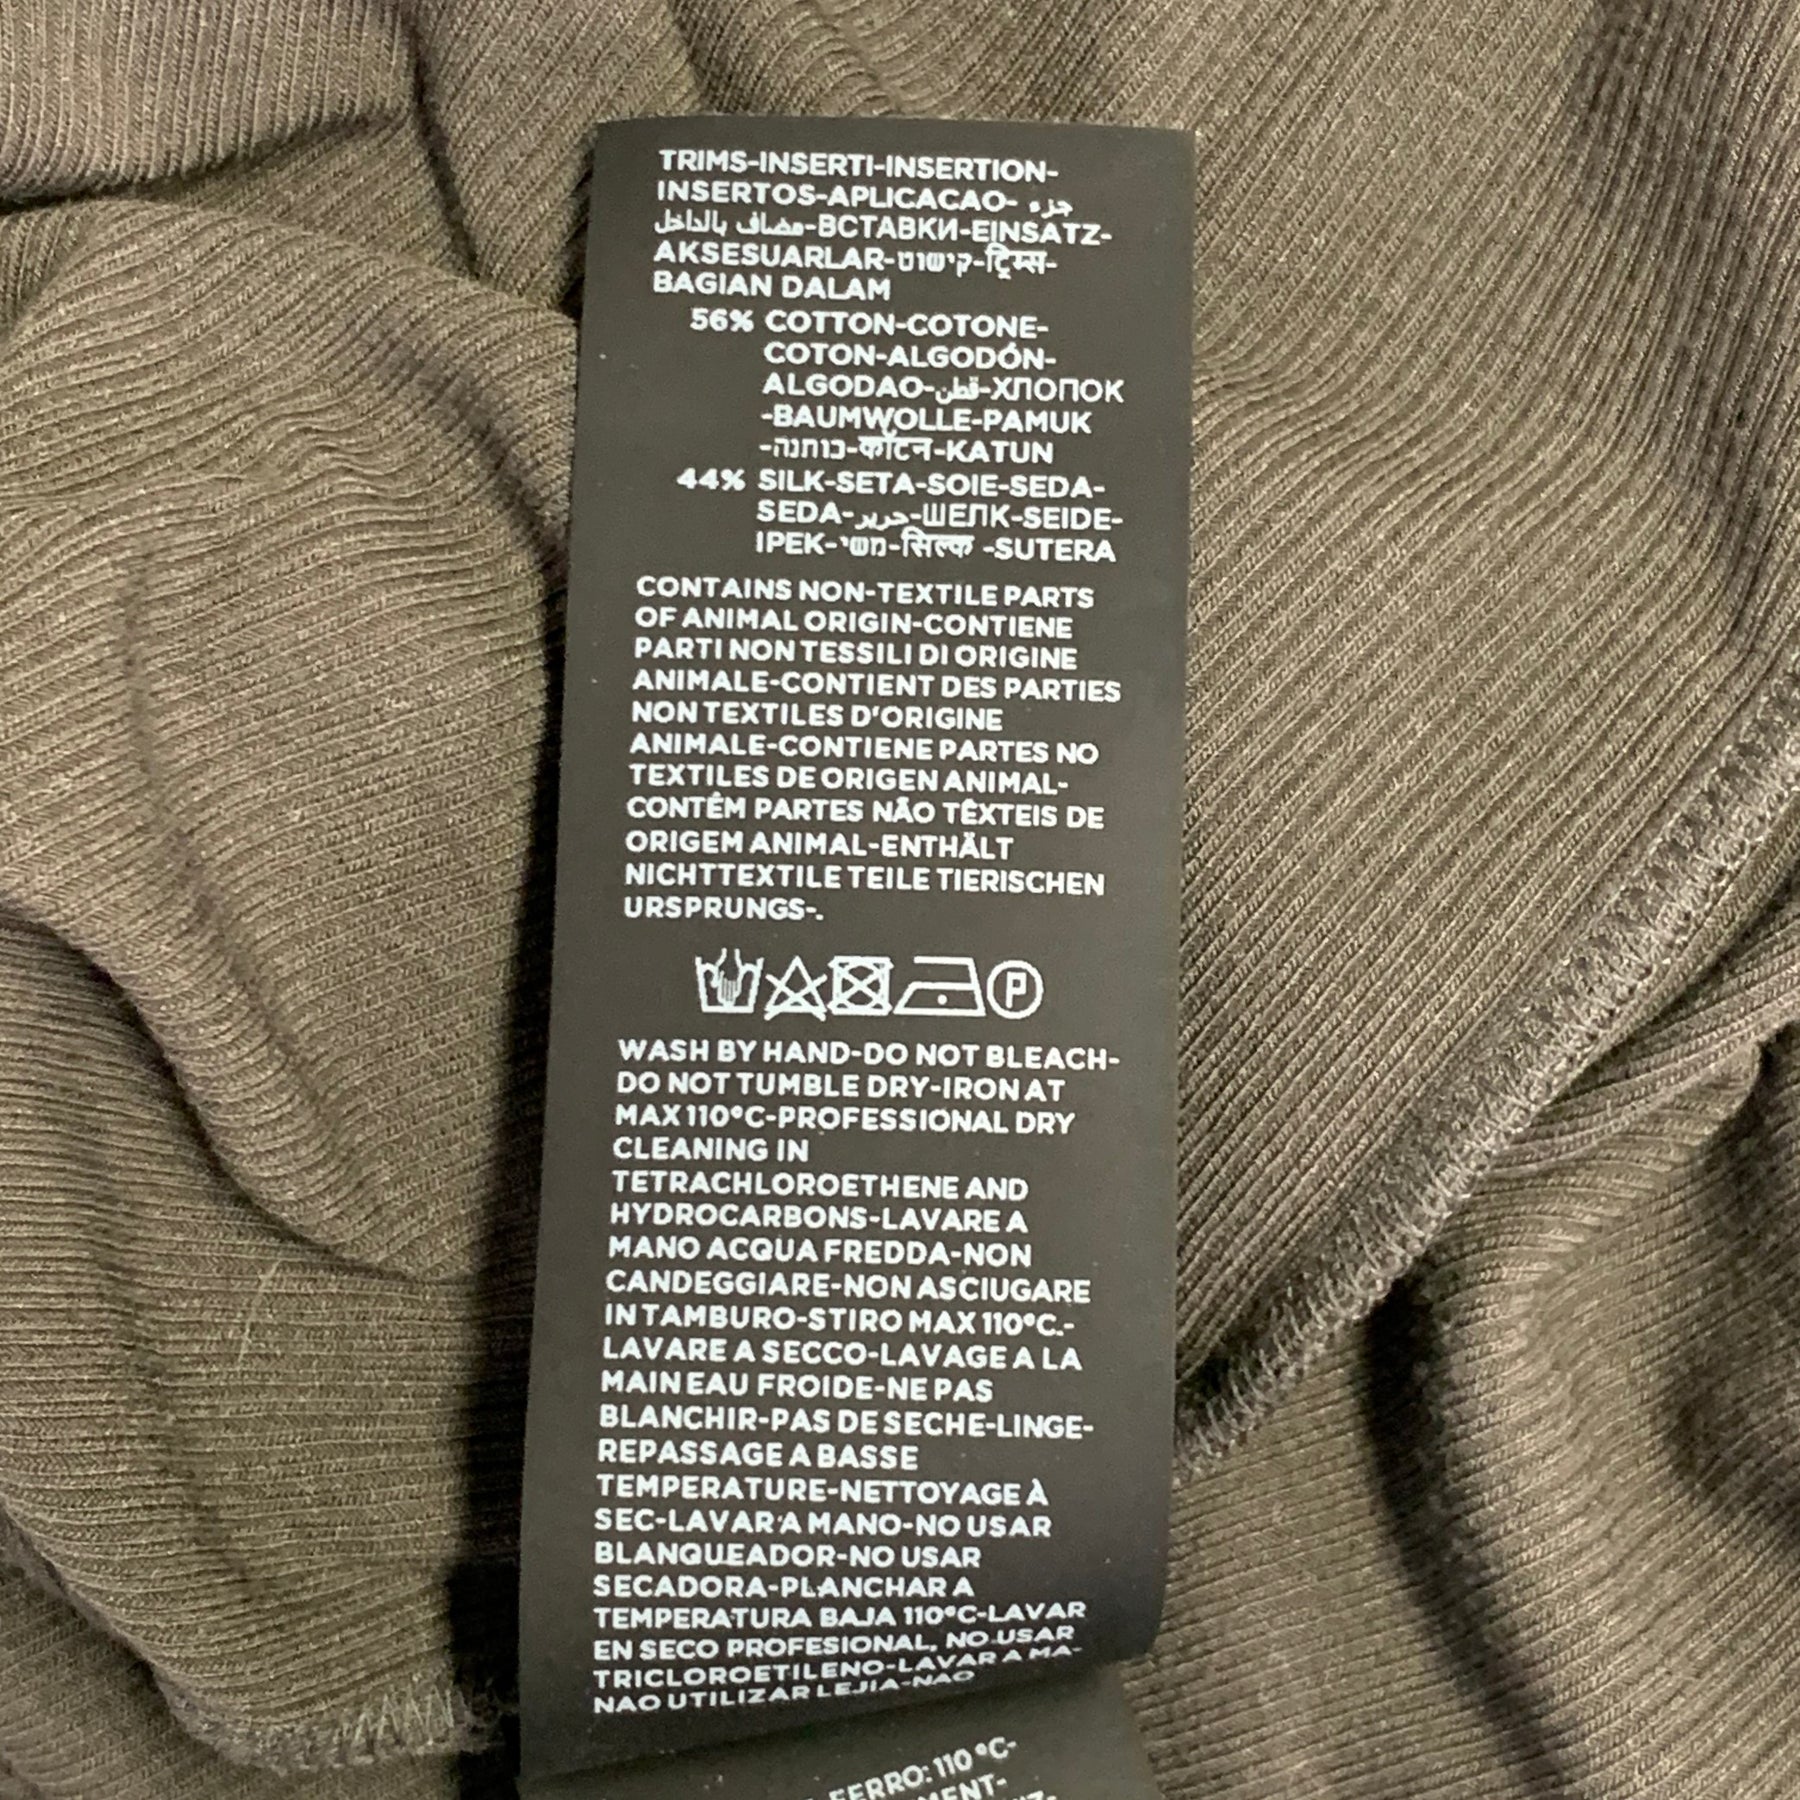 TRIMS-INSERTI-INSERTION-
INSERTOS-APLICACAO- جزء
مضاف بالداخل-ВСТАВКИ-EINSATZ-
AKSESUARLAR-קישוט-ट्रिम्स-
BAGIAN DALAM
56% COTTON-COTONE-
COTON-ALGODÓN-
ALGODAO-قطن-ХЛОПОК
-BAUMWOLLE-PAMUK
-כותנה-कॉटन-KATUN
44% SILK-SETA-SOIE-SEDA-
SEDA-حرير-ШЕЛК-SEIDE-
IPEK-משי-सिल्क -SUTERA
CONTAINS NON-TEXTILE PARTS
OF ANIMAL ORIGIN-CONTIENE
PARTI NON TESSILI DI ORIGINE
ANIMALE-CONTIENT DES PARTIES
NON TEXTILES D'ORIGINE
ANIMALE-CONTIENE PARTES NO
TEXTILES DE ORIGEN ANIMAL-
CONTÉM PARTES NÃO TÊXTEIS DE
ORIGEM ANIMAL-ENTHÄLT
NICHTTEXTILE TEILE TIERISCHEN
URSPRUNGS-.
P
WASH BY HAND-DO NOT BLEACH-
DO NOT TUMBLE DRY-IRON AT
MAX 110°C-PROFESSIONAL DRY
CLEANING IN
TETRACHLOROETHENE AND
HYDROCARBONS-LAVARE A
MANO ACQUA FREDDA-NON
CANDEGGIARE-NON ASCIUGARE
IN TAMBURO-STIRO MAX 110°C.-
LAVARE A SECCO-LAVAGE A LA
MAIN EAU FROIDE-NE PAS
BLANCHIR-PAS DE SECHE-LINGE-
REPASSAGE A BASSE
TEMPERATURE-NETTOYAGE À
SEC-LAVAR A MANO-NO USAR
BLANQUEADOR-NO USAR
SECADORA-PLANCHAR A
TEMPERATURA BAJA 110°C-LAVAR
EN SECO PROFESIONAL, NO USAR
TRICLOROETILENO-LAVAR A MA-
NAO UTILIZAR LEJIA-NAO
FERRO: 110 °C-